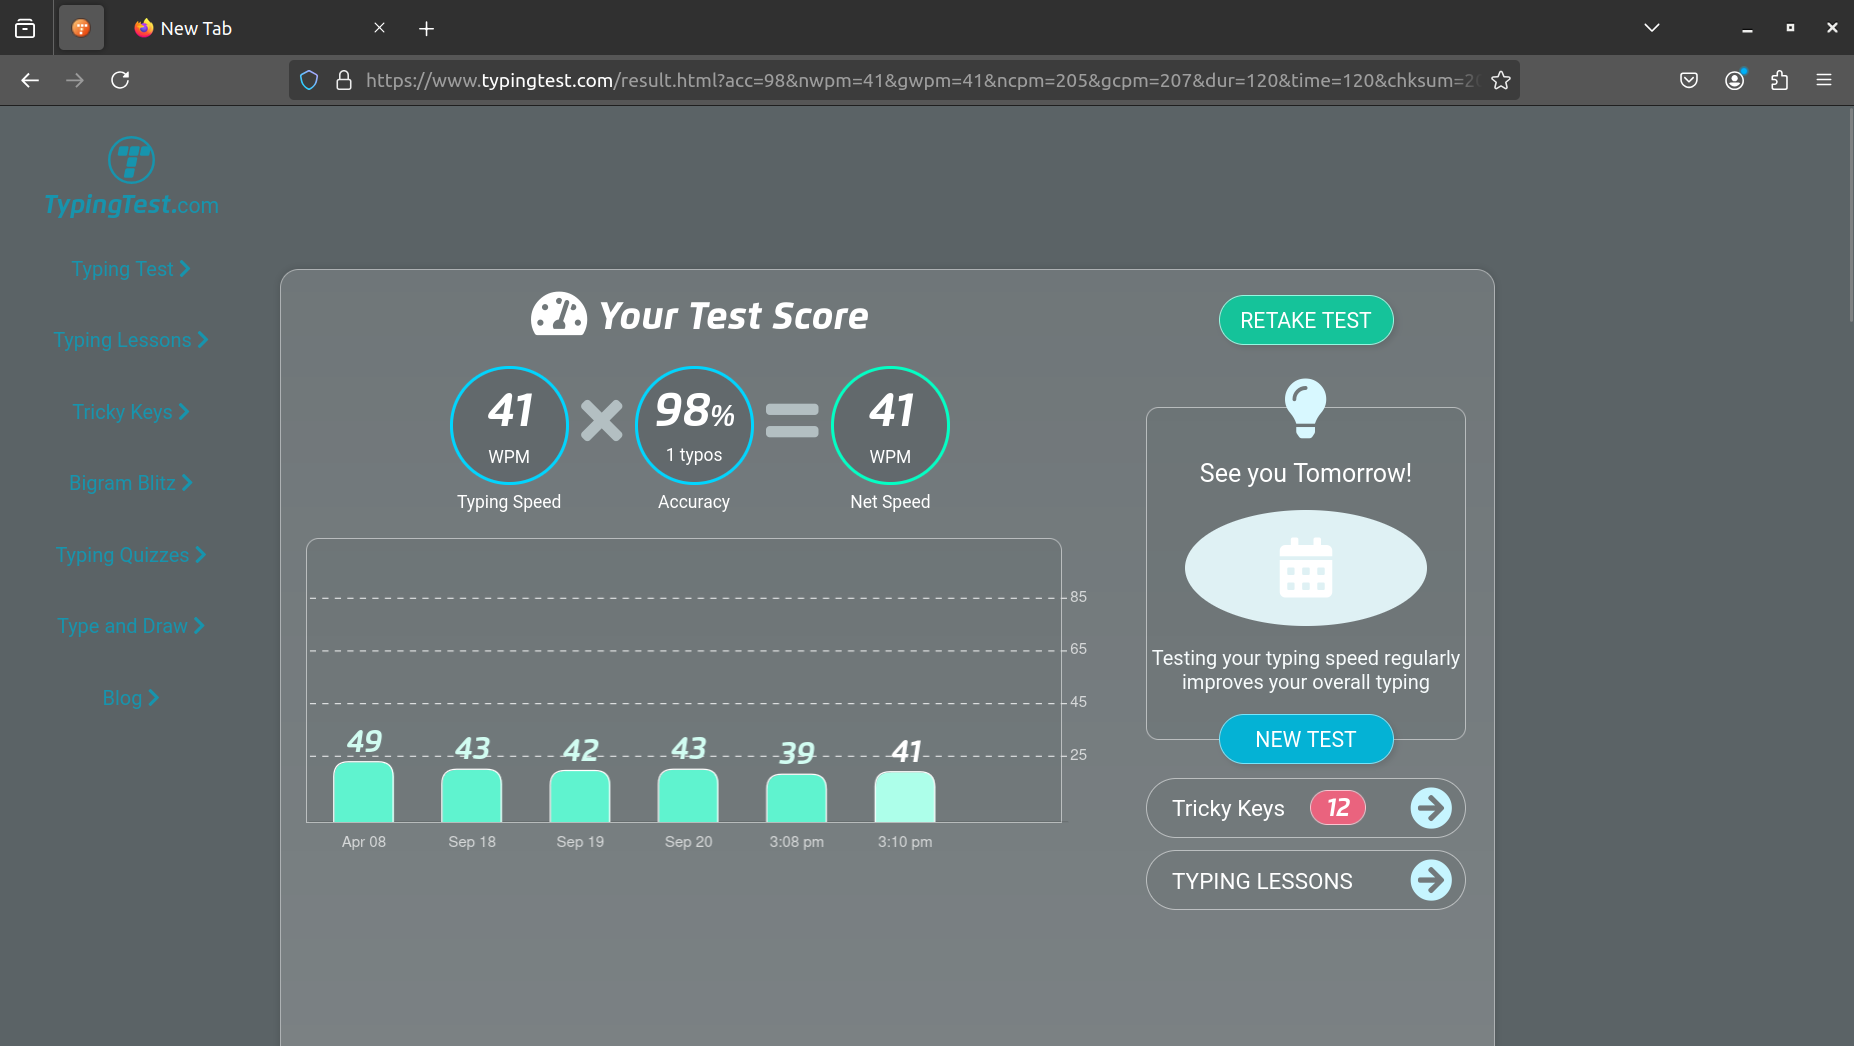 New Tab
https://www.typingtest.com/result.html?acc=98&nwpm=41&gwpm=41&ncpm=205&gcpm=207&dur=120&time=120&chksum=20
TypingTest.com
Typing Test
Typing Lessons
Tricky Keys
Bigram Blitz
Typing Quizzes
Type and Draw
Blog
Your Test Score
41 98% 41
WPM 1 typos WPM
Typing Speed Accuracy Net Speed
85
65
45
25
49 43 42 43 39 41
Apr 08 Sep 18 Sep 19 Sep 20 3:08 pm 3:10 pm
RETAKE TEST
See you Tomorrow!
Testing your typing speed regularly
improves your overall typing
NEW TEST
Tricky Keys 12
TYPING LESSONS